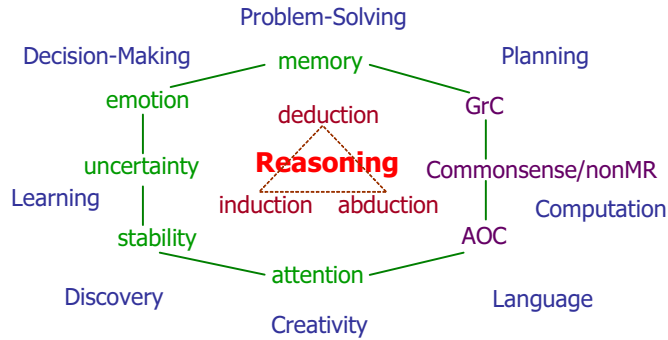 Problem-Solving
Decision-Making
memory
Planning
emotion
GrC
deduction
uncertainty
Reasoning
Commonsense/nonMR
Learning
induction
abduction
Computation
stability
AOC
attention
Discovery
Language
Creativity